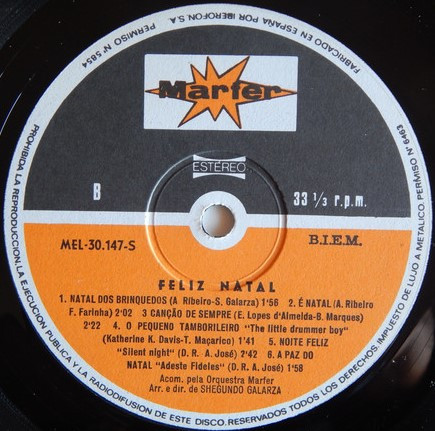 FABRICADO EN ESPAÑA POR IBEROFON.S.A. PERMISO Nº 5854
Marfer
ESTEREO
B
33 1/3 r.p.m.
MEL-30.147-S
B.I.E.M.
FELIZ NATAL
1. NATAL DOS BRINQUEDOS (A Ribeiro-S. Galarza) 1'56 2. É NATAL (A. Ribeiro
F. Farinha) 2'02 3 CANÇÃO DE SEMPRE (E. Lopes d'Almeida-B. Marques)
2'22 4. O PEQUENO TAMBORILEIRO "The little drummer boy"
(Katherine K. Davis-T. Maçarico) 1'41 5.- NOITE FELIZ
"Silent night" (D. R. A. José) 2'42 6. A PAZ DO
NATAL "Adeste Fideles" (D. R. A. José) 1'58
Acom. pela Orquestra Marfer
Arr. e dir. de SHEGUNDO GALARZA
PROHIBIDA LA REPRODUCCION,LA EJECUCION PUBLICA Y LA RADIODIFUSION DE ESTE DISCO.RESERVADOS TODOS LOS DERECHOS.IMPUESTO DE LUJO A METALICO. PERMISO Nº 6463